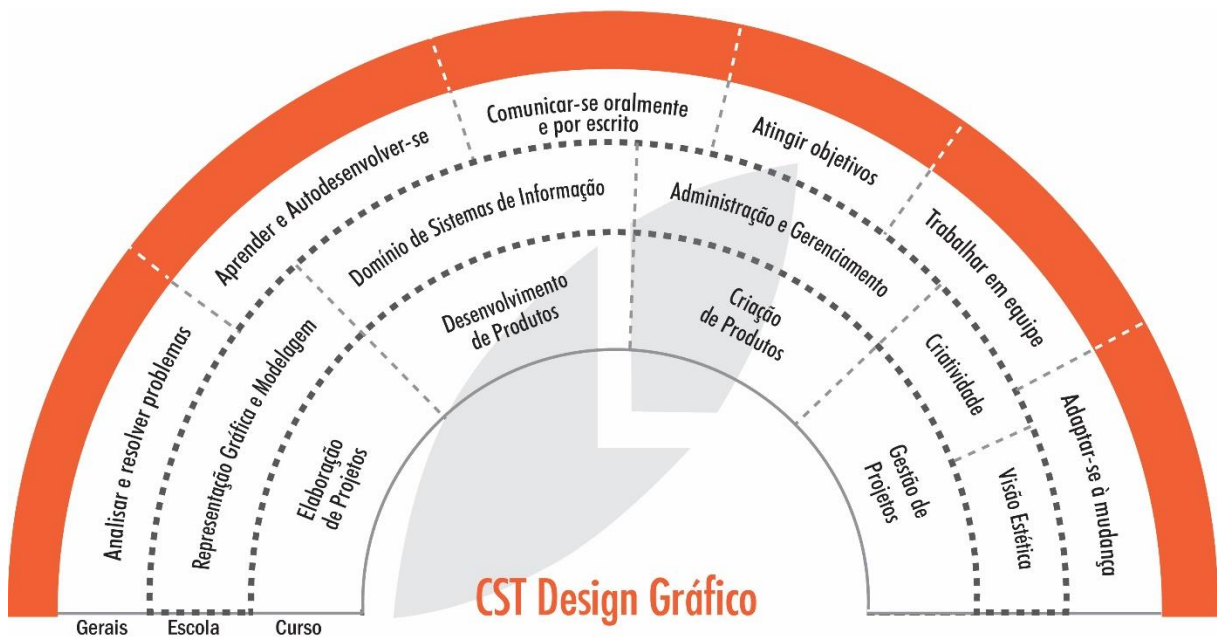 Analisar e resolver problemas
Aprender e Autodesenvolver-se
Comunicar-se oralmente
e por escrito
Atingir objetivos
Trabalhar em equipe
Adaptar-se à mudança
Representação Gráfica e Modelagem
Domínio de Sistemas de Informação
Administração e Gerenciamento
Criatividade
Visão Estética
Elaboração
de Projetos
Desenvolvimento
de Produtos
Criação
de Produtos
Gestão de
Projetos
CST Design Gráfico
Gerais
Escola
Curso